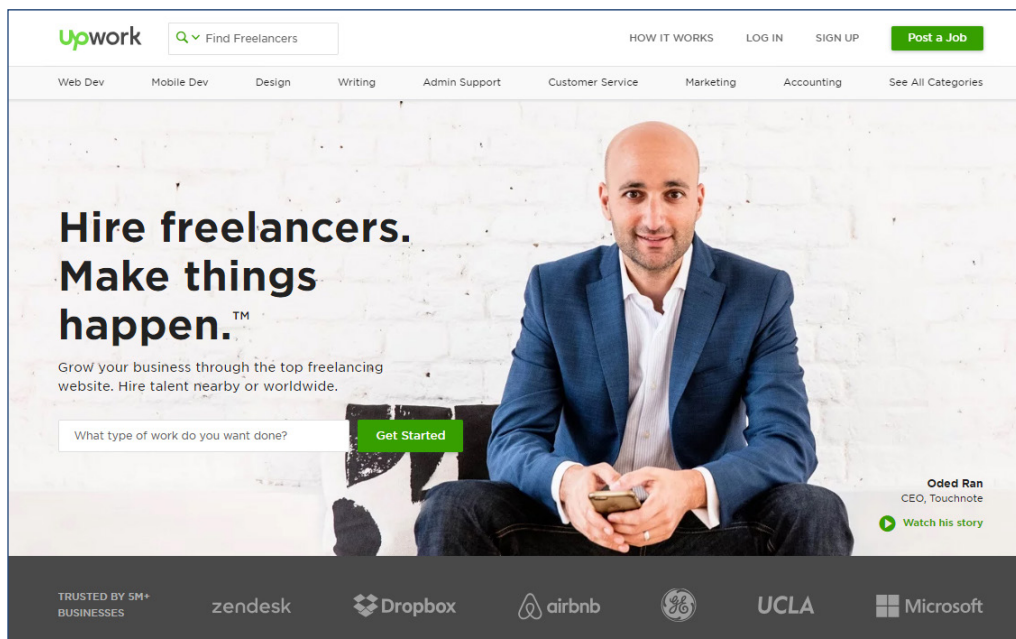 Upwork
Find Freelancers
HOW IT WORKS
LOG IN
SIGN UP
Post a Job
Web Dev
Mobile Dev
Design
Writing
Admin Support
Customer Service
Marketing
Accounting
See All Categories
Hire freelancers.
Make things
happen.™
Grow your business through the top freelancing
website. Hire talent nearby or worldwide.
What type of work do you want done?
Get Started
Oded Ran
CEO, Touchnote
Watch his story
TRUSTED BY 5M+
BUSINESSES
zendesk
Dropbox
airbnb
GE
UCLA
Microsoft